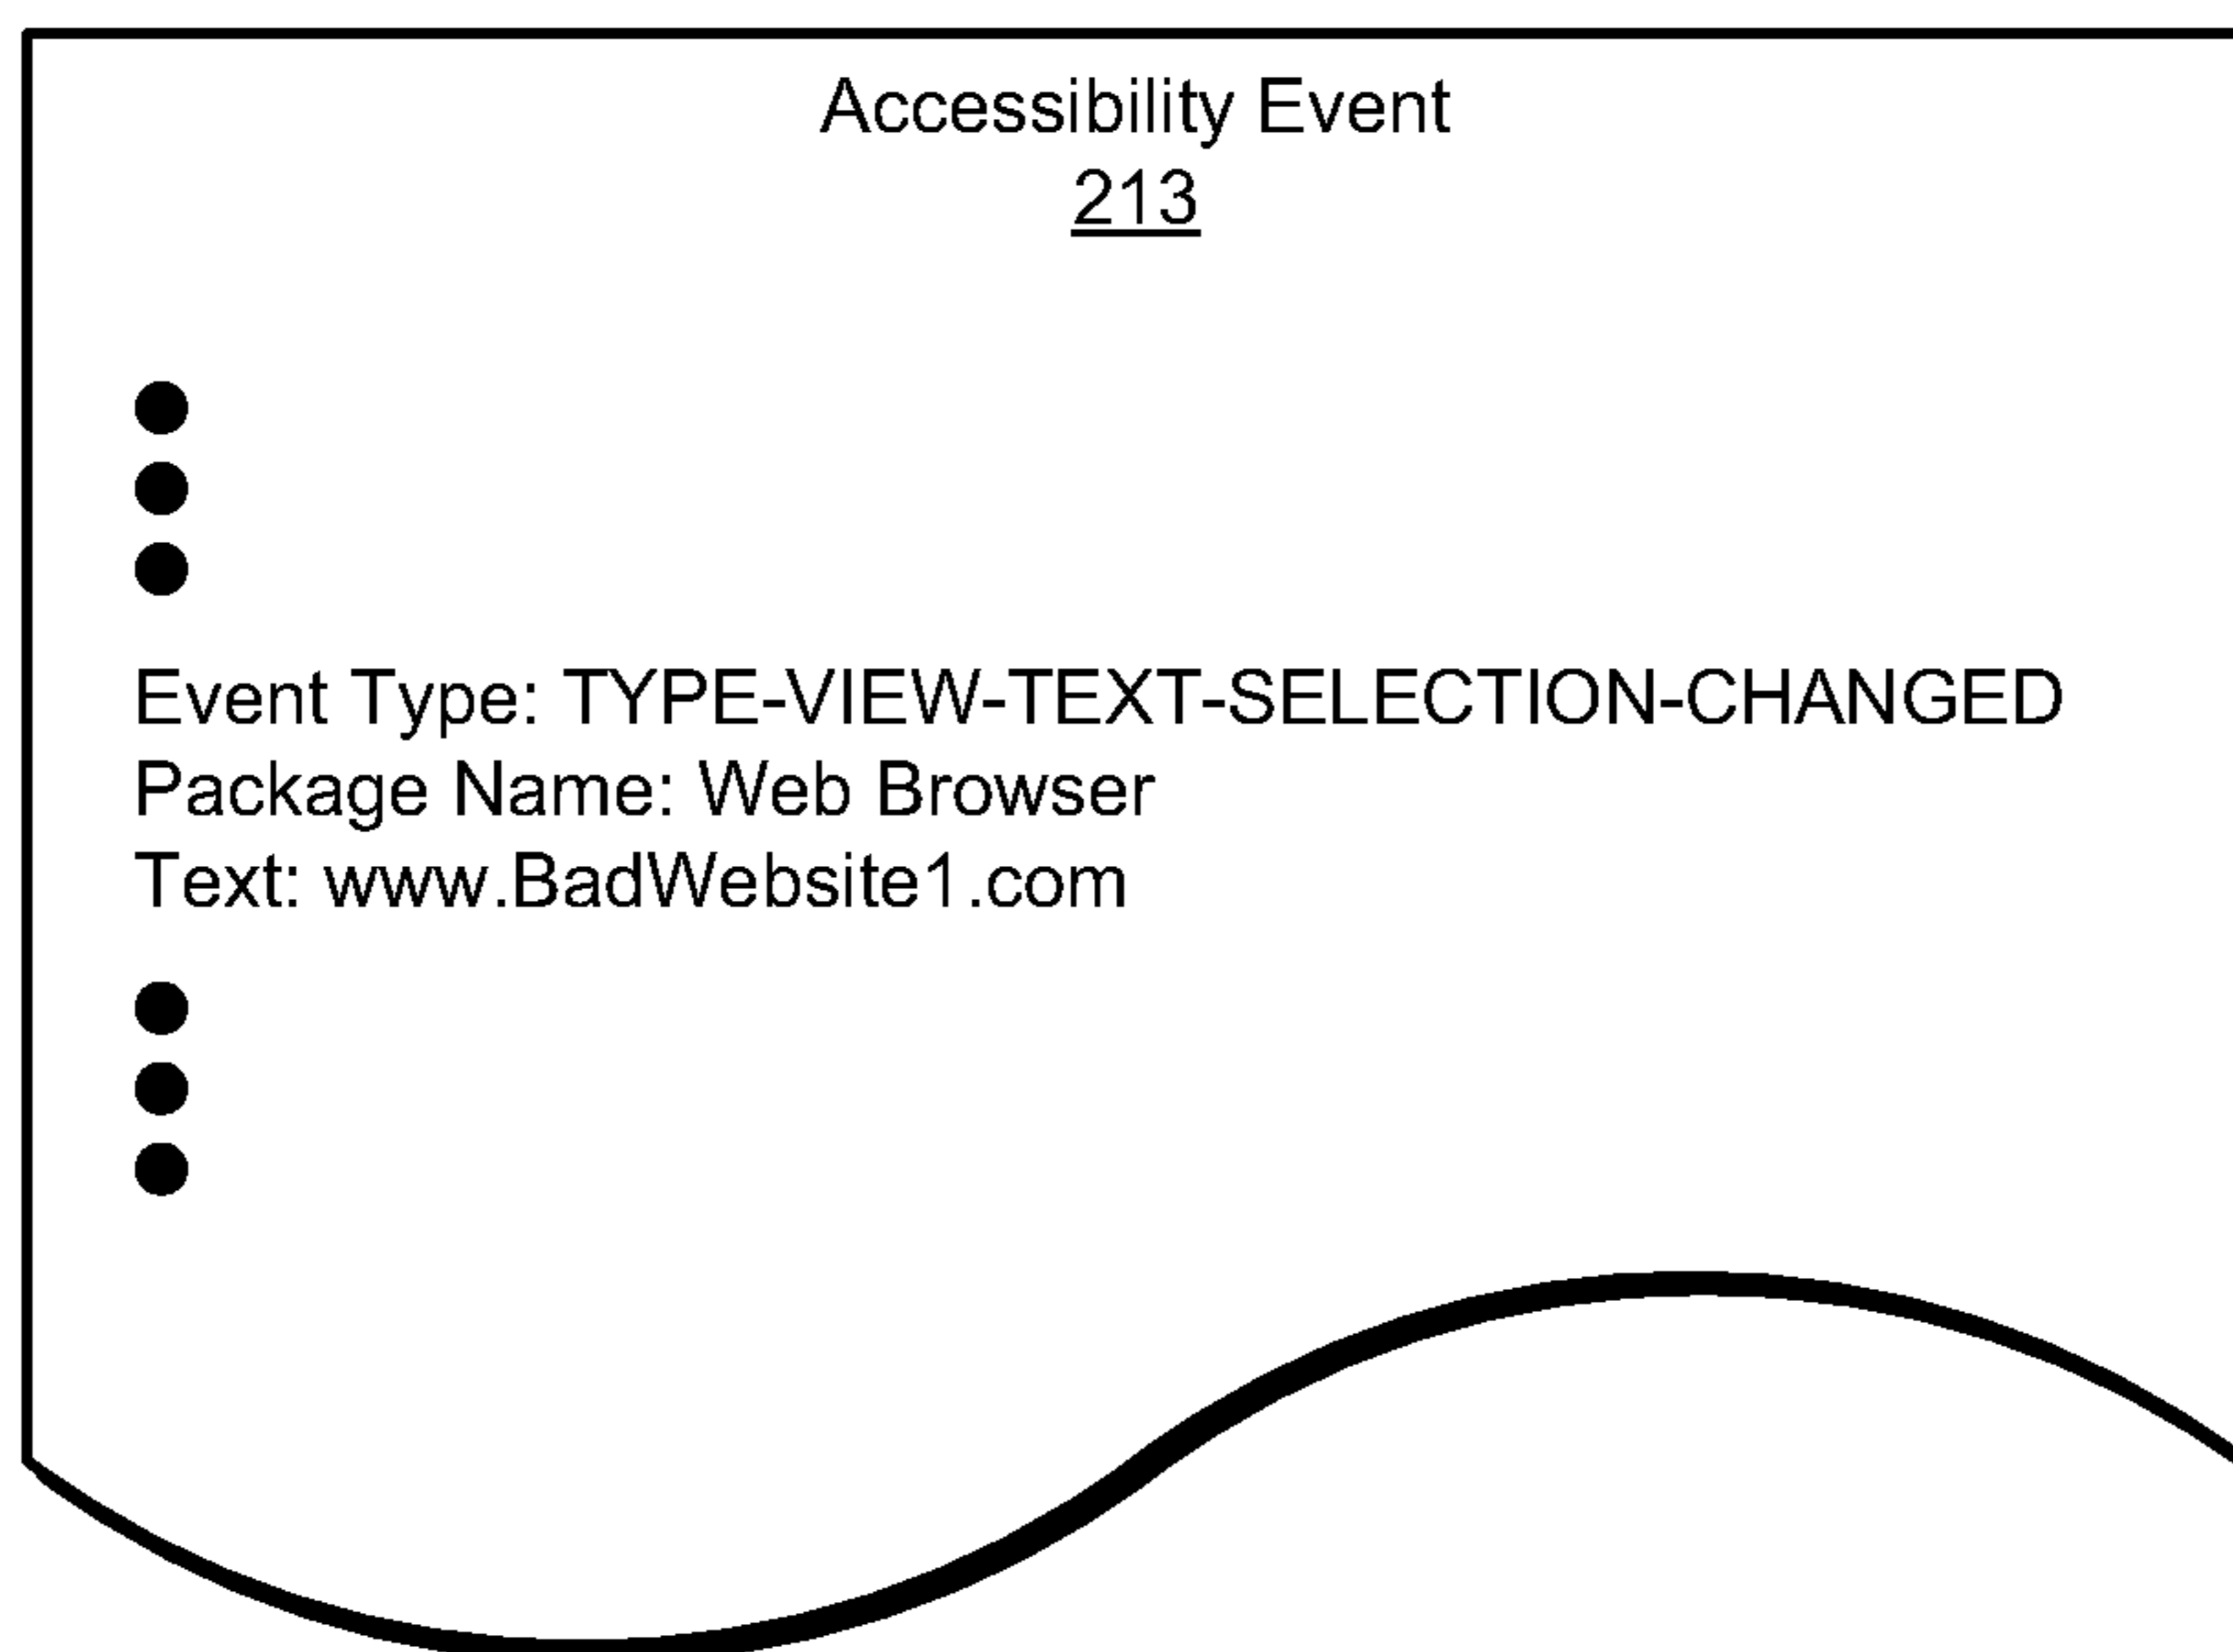 Accessibility Event
213
Event Type: TYPE-VIEW-TEXT-SELECTION-CHANGED
Package Name: Web Browser
Text: www.BadWebsite1.com